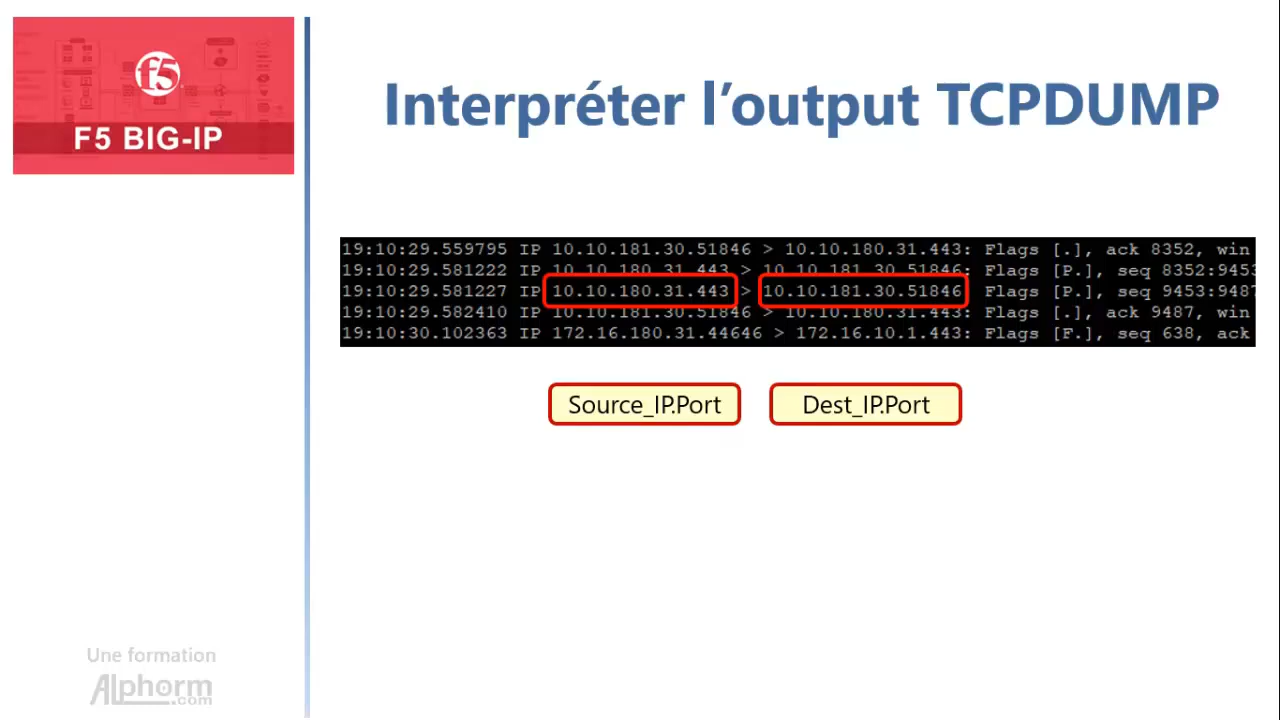 f5
F5 BIG-IP
Interpréter l'output TCPDUMP
19:10:29.559795 IP 10.10.181.30.51846 > 10.10.180.31.443: Flags [.], ack 8352, win
19:10:29.581222 IP 10.10.180.31.443 > 10.10.181.30.51846: Flags [P.], seq 8352:9453
19:10:29.581227 IP 10.10.180.31.443 > 10.10.181.30.51846: Flags [P.], seq 9453:9487
19:10:29.582410 IP 10.10.181.30.51846 > 10.10.180.31.443: Flags [.], ack 9487, win
19:10:30.102363 IP 172.16.180.31.44646 > 172.16.10.1.443: Flags [F.], seq 638, ack
Source_IP.Port
Dest_IP.Port
Une formation
Alphorm
.com